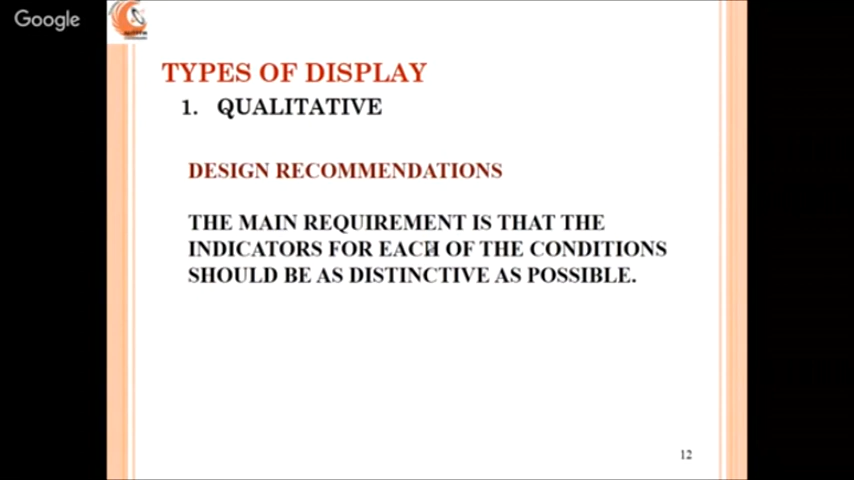 Google
TYPES OF DISPLAY
1. QUALITATIVE
DESIGN RECOMMENDATIONS
THE MAIN REQUIREMENT IS THAT THE
INDICATORS FOR EACH OF THE CONDITIONS
SHOULD BE AS DISTINCTIVE AS POSSIBLE.
12